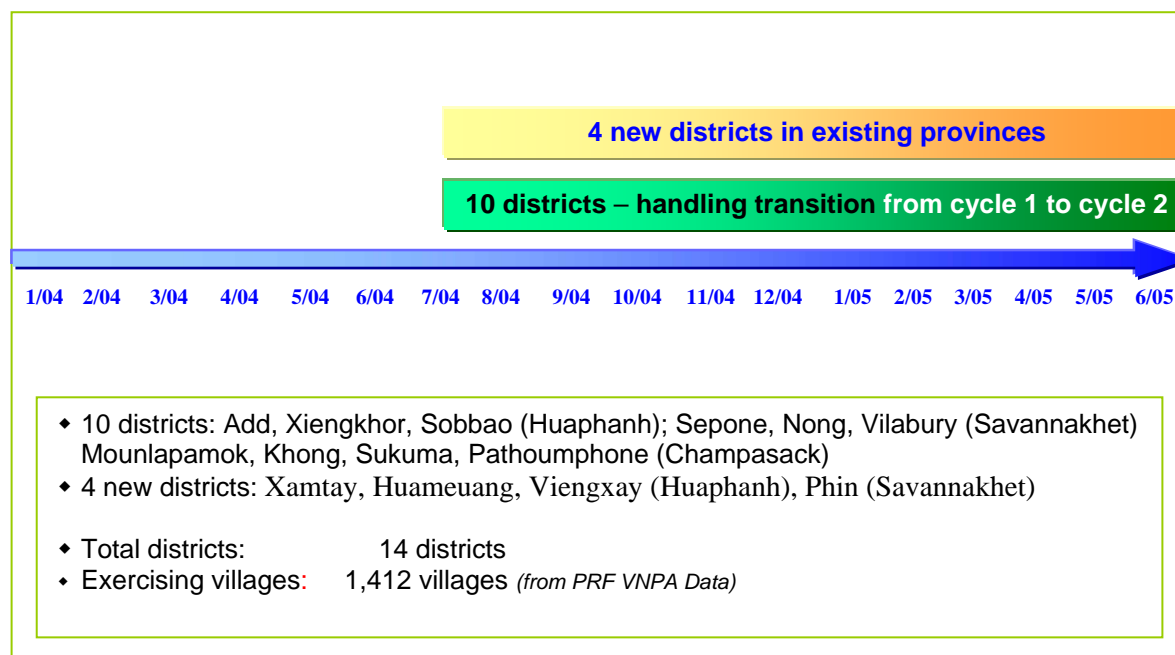 4 new districts in existing provinces
10 districts – handling transition from cycle 1 to cycle 2
1/04 2/04 3/04 4/04 5/04 6/04 7/04 8/04 9/04 10/04 11/04 12/04 1/05 2/05 3/05 4/05 5/05 6/05
◆ 10 districts: Add, Xiengkhor, Sobbao (Huaphanh); Sepone, Nong, Vilabury (Savannakhet)
Mounlapamok, Khong, Sukuma, Pathoumphone (Champasack)
◆ 4 new districts: Xamtay, Huameuang, Viengxay (Huaphanh), Phin (Savannakhet)
◆ Total districts: 14 districts
◆ Exercising villages: 1,412 villages (from PRF VNPA Data)